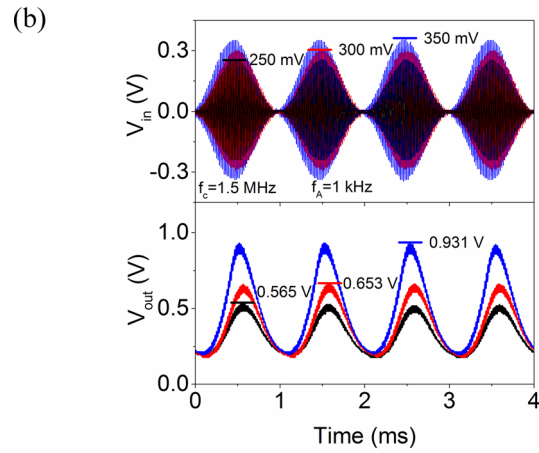 (b)
V_in (V)
0.3
0.0
-0.3
250 mV
300 mV
350 mV
f_c=1.5 MHz
f_A=1 kHz
V_out (V)
1.0
0.5
0.0
0.565 V
0.653 V
0.931 V
0 1 2 3 4
Time (ms)